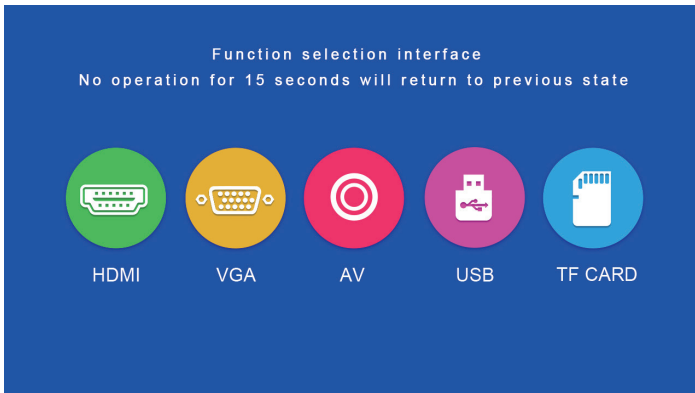 Function selection interface
No operation for 15 seconds will return to previous state
HDMI VGA AV USB TF CARD